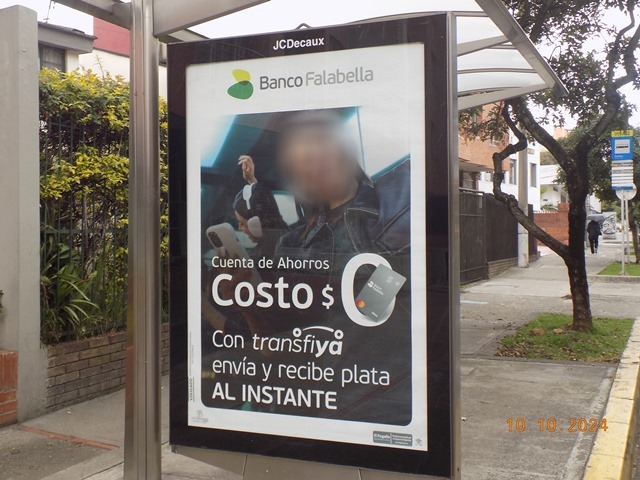 JCDecaux
Banco Falabella
Cuenta de Ahorros
Costo $ 0
Con transfiya
envía y recibe plata
AL INSTANTE
10.10.2024